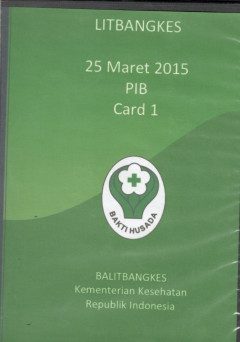 LITBANGKES
25 Maret 2015
PIB
Card 1
BAKTI HUSADA
BALITBANGKES
Kementerian Kesehatan
Republik Indonesia